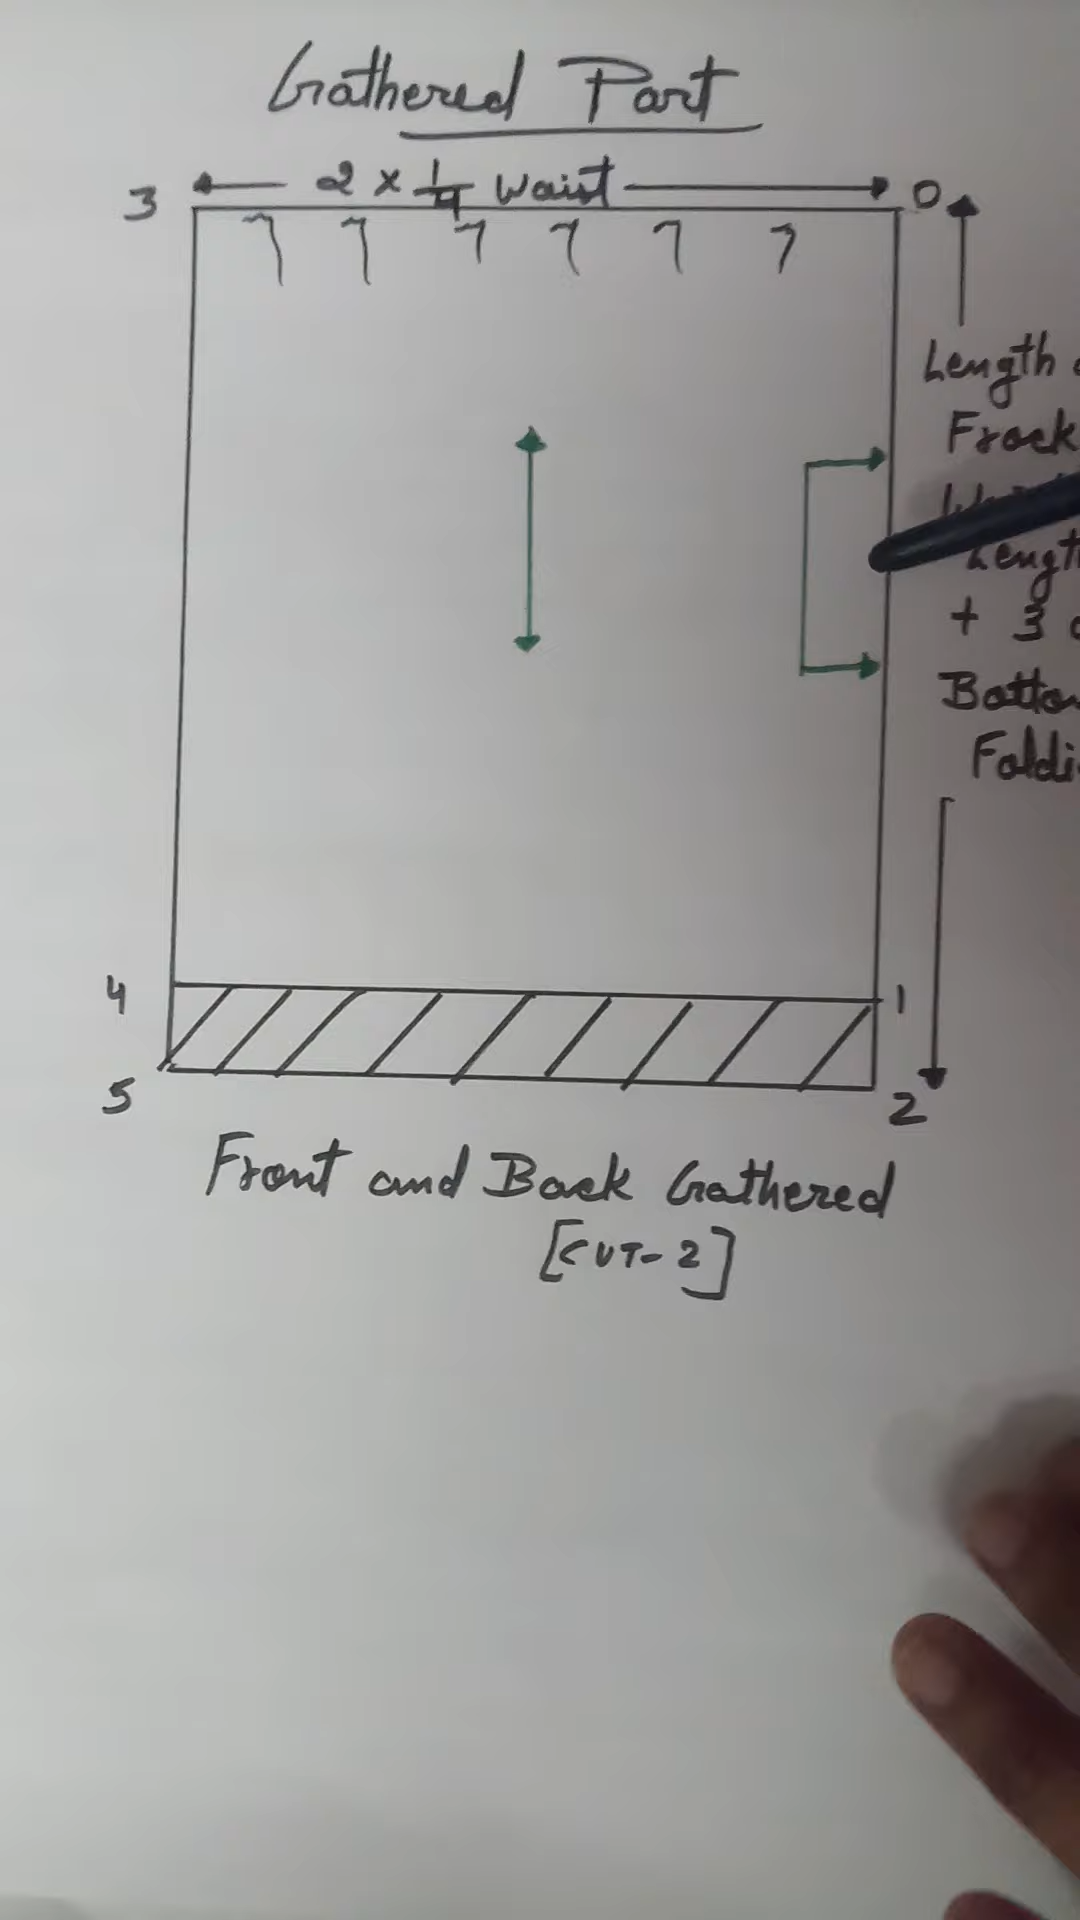 Gathered Part
2 x 1/4 Waist
3
0
Length
Frock
+ 3
4
1
5
2
Front and Back Gathered
[CUT-2]